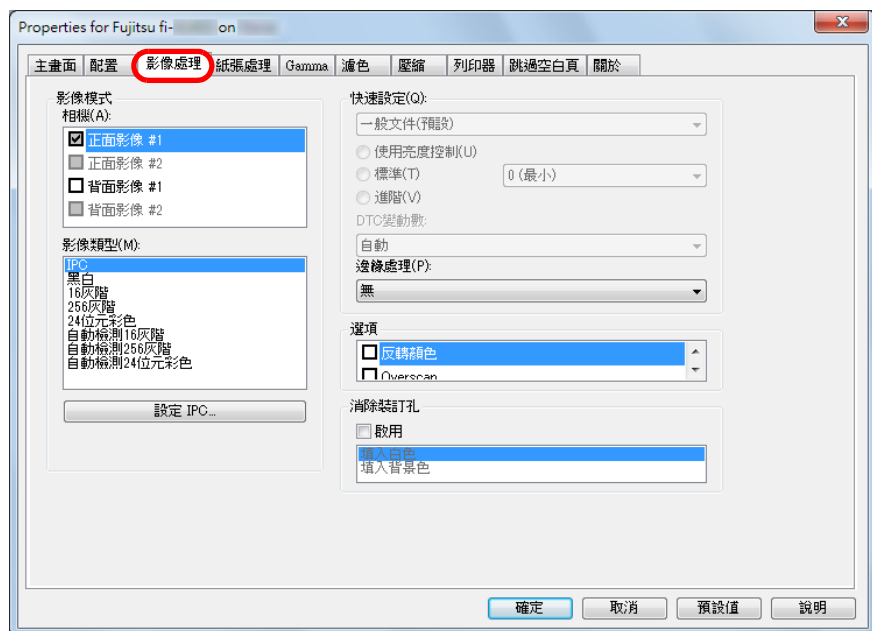 Properties for Fujitsu fi- on
主畫面 配置 影像處理 紙張處理 Gamma 濾色 壓縮 列印器 跳過空白頁 關於
影像模式
相機(A):
正面影像 #1
正面影像 #2
背面影像 #1
背面影像 #2
影像類型(M):
IPC
黑白
16灰階
256灰階
24位元彩色
自動檢測16灰階
自動檢測256灰階
自動檢測24位元彩色
設定 IPC...
快速設定(Q):
一般文件(預設)
使用亮度控制(U)
標準(T) 0 (最小)
進階(V)
DTC變動數:
自動
邊緣處理(P):
無
選項
反轉顏色
Overscan
消除裝訂孔
啟用
填入白色
填入背景色
確定 取消 預設值 說明